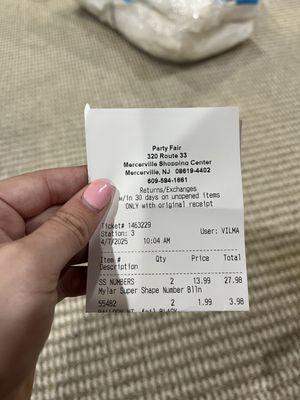 Party Fair
320 Route 33
Mercerville Shopping Center
Mercerville, NJ 08619-4402
609-584-1661
Returns/Exchanges
w/in 30 days on unopened items
ONLY with original receipt
Ticket# 1463229
Station: 3 User: VILMA
4/7/2025 10:04 AM
Item # Qty Price Total
Description
SS NUMBERS 2 13.99 27.98
Mylar Super Shape Number Blln
55482 2 1.99 3.98
BALLOON WT